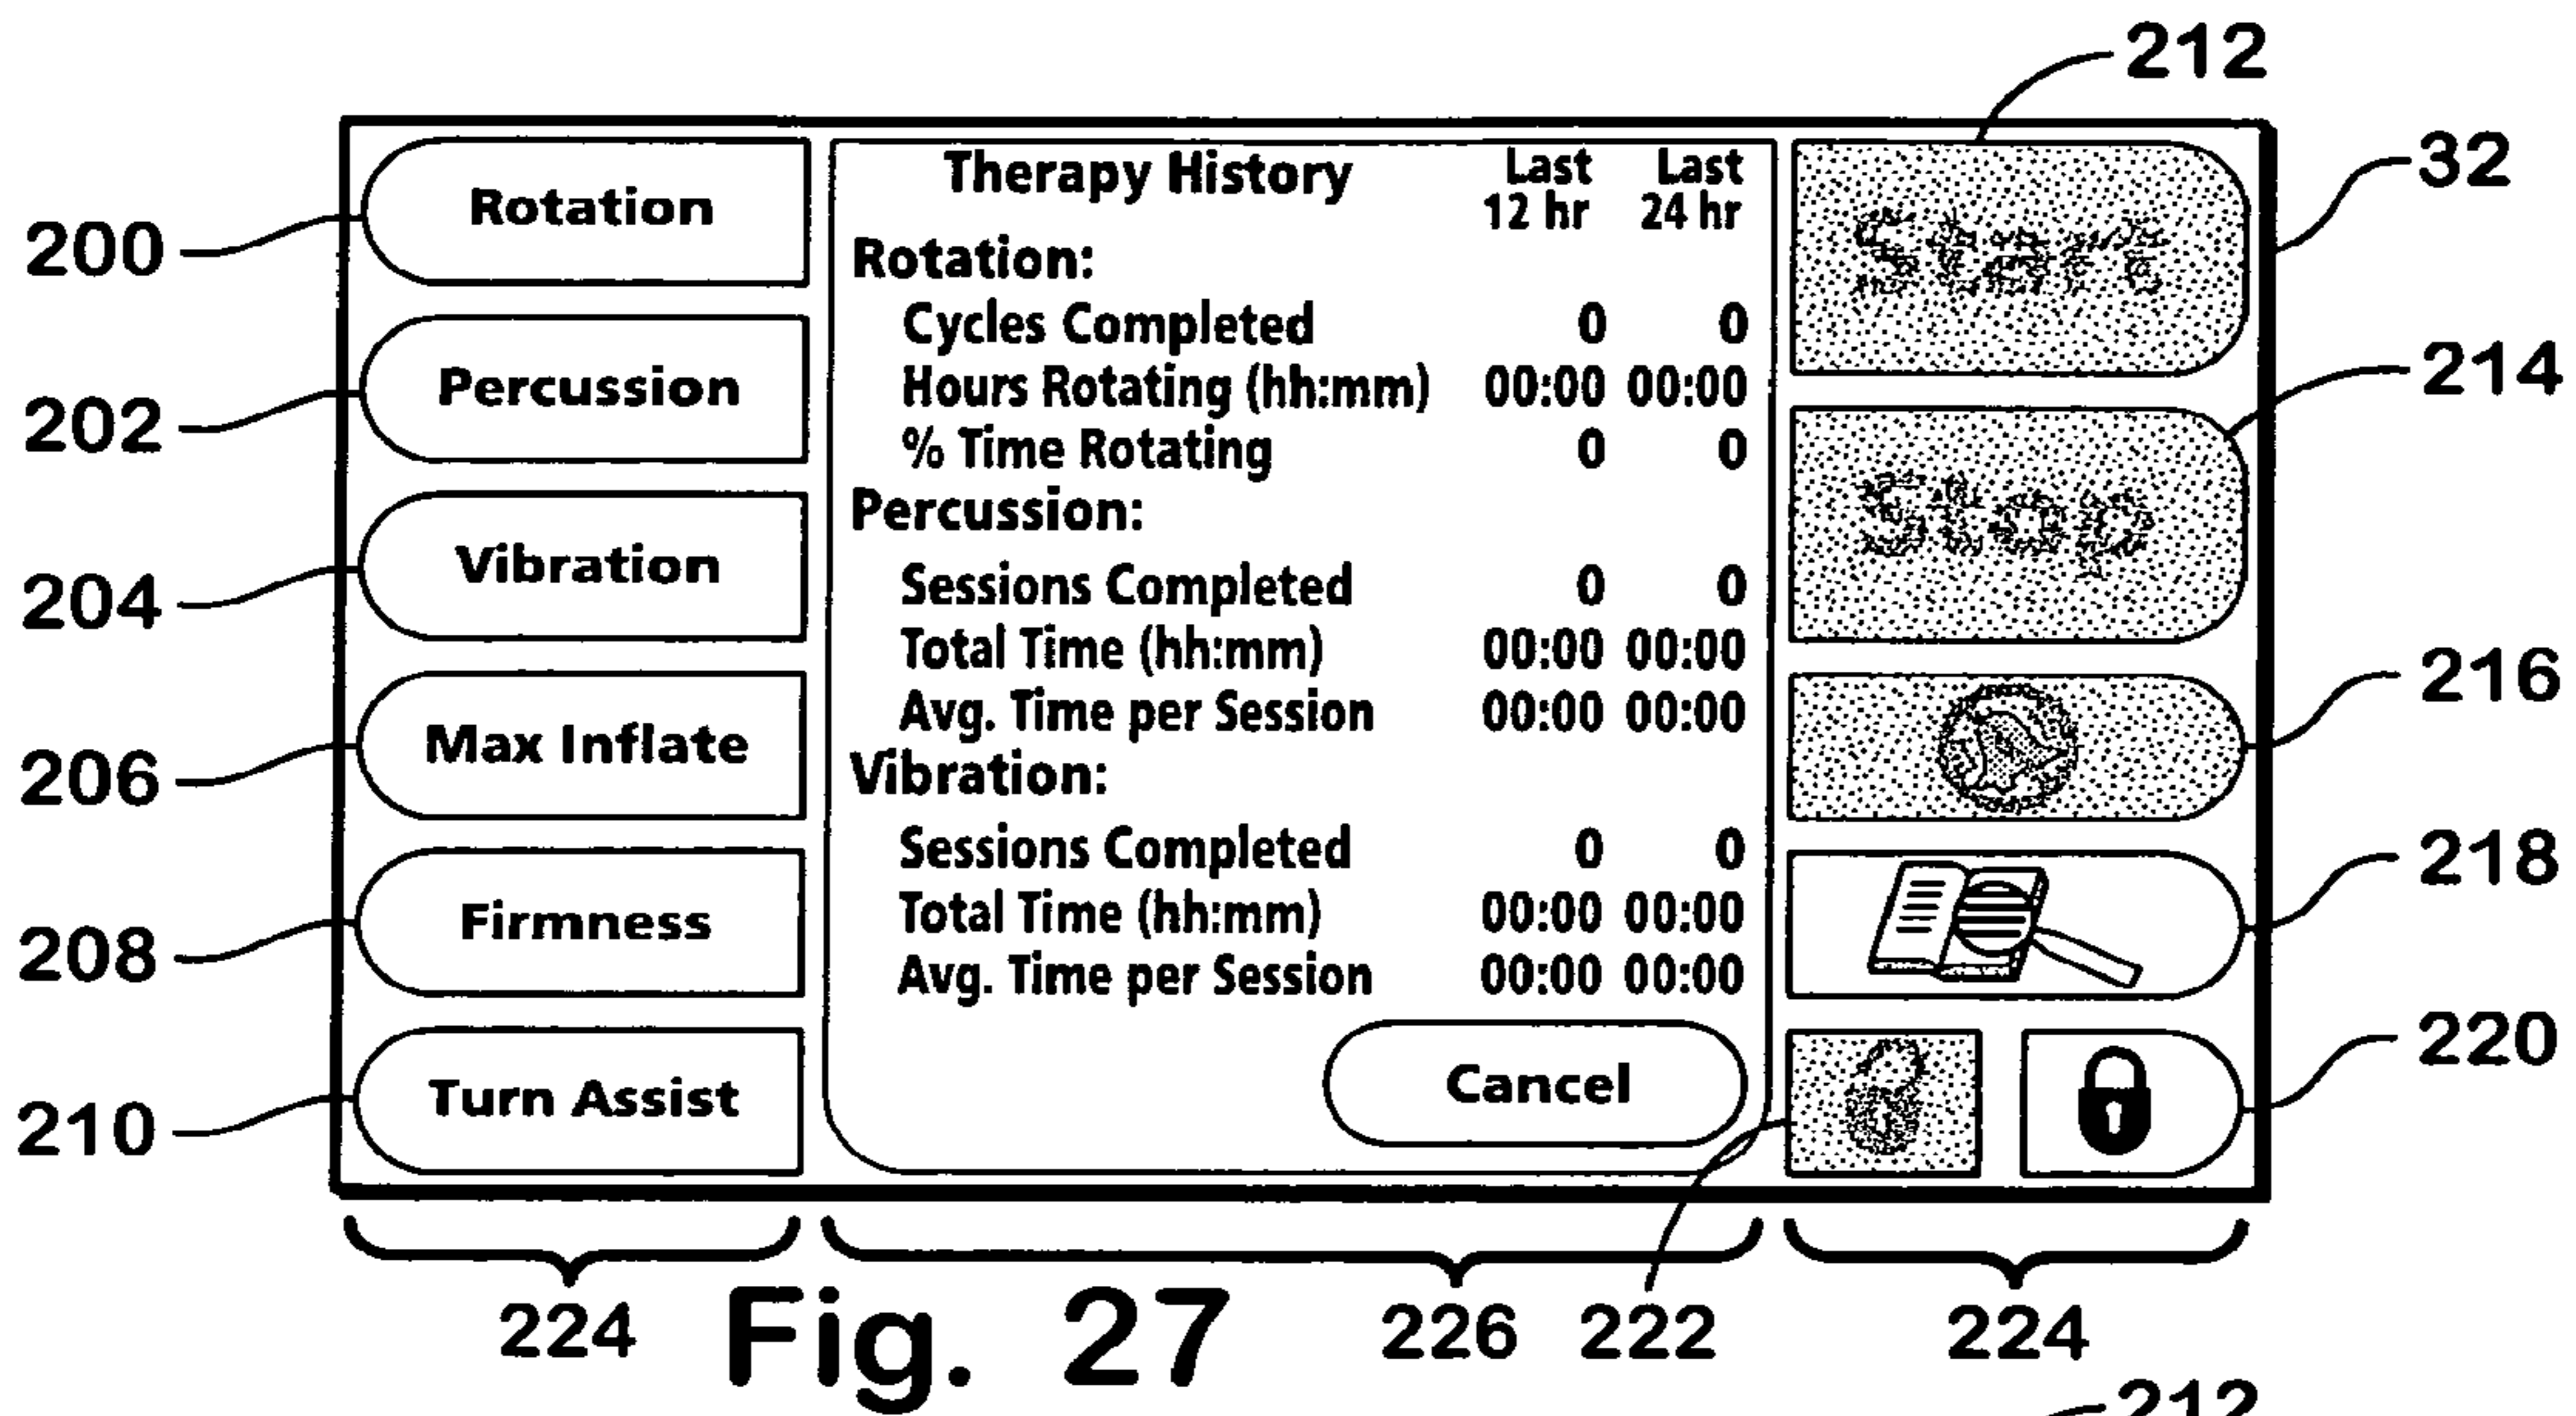 212
32
Rotation
Therapy History Last Last
12 hr 24 hr
Start
200
Rotation:
Cycles Completed 0 0
Hours Rotating (hh:mm) 00:00 00:00
% Time Rotating 0 0
214
Percussion
202
Percussion:
Sessions Completed 0 0
Total Time (hh:mm) 00:00 00:00
Avg. Time per Session 00:00 00:00
Stop
Vibration
204
216
Max Inflate
206
Vibration:
Sessions Completed 0 0
Total Time (hh:mm) 00:00 00:00
Avg. Time per Session 00:00 00:00
218
Firmness
208
220
Turn Assist
210
Cancel
224 Fig. 27 226 222 224
212